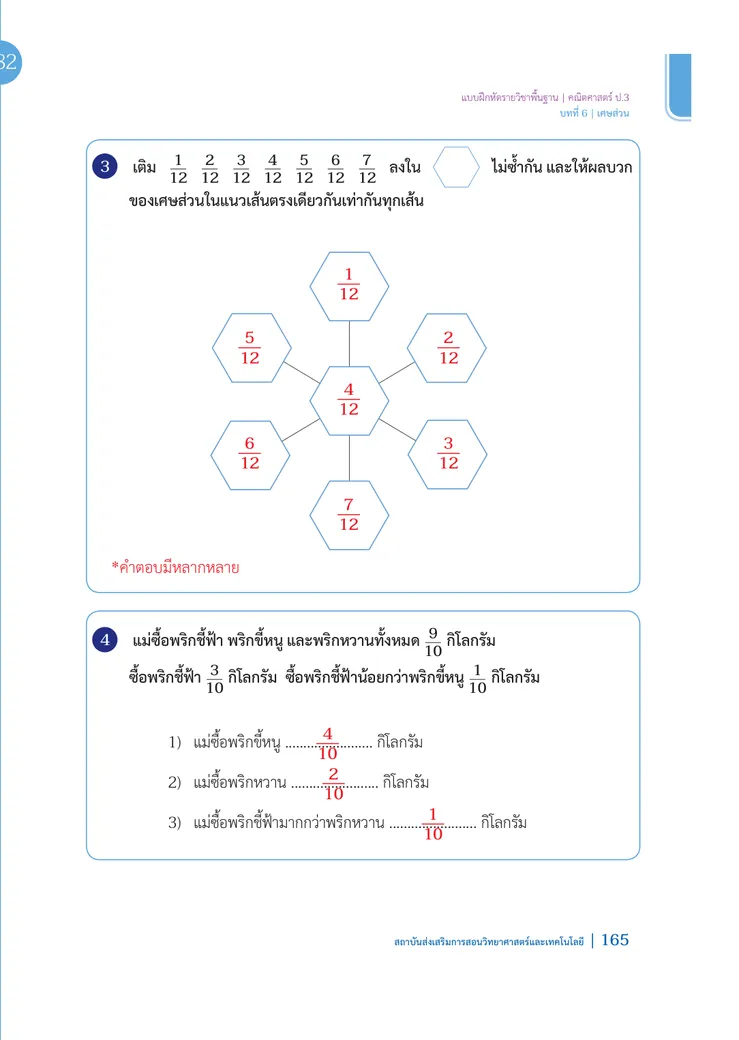 32
แบบฝึกหัดรายวิชาพื้นฐาน | คณิตศาสตร์ ป.3
บทที่ 6 | เศษส่วน
3 เติม 1/12 2/12 3/12 4/12 5/12 6/12 7/12 ลงใน ไม่ซ้ำกัน และให้ผลบวก
ของเศษส่วนในแนวเส้นตรงเดียวกันเท่ากันทุกเส้น
1/12
5/12 2/12
4/12
6/12 3/12
7/12
*คำตอบมีหลากหลาย
4 แม่ซื้อพริกชี้ฟ้า พริกขี้หนู และพริกหวานทั้งหมด 9/10 กิโลกรัม
ซื้อพริกชี้ฟ้า 3/10 กิโลกรัม ซื้อพริกชี้ฟ้าน้อยกว่าพริกขี้หนู 1/10 กิโลกรัม
1) แม่ซื้อพริกขี้หนู ........4/10........ กิโลกรัม
2) แม่ซื้อพริกหวาน ........2/10........ กิโลกรัม
3) แม่ซื้อพริกชี้ฟ้ามากกว่าพริกหวาน ........1/10........ กิโลกรัม
สถาบันส่งเสริมการสอนวิทยาศาสตร์และเทคโนโลยี | 165